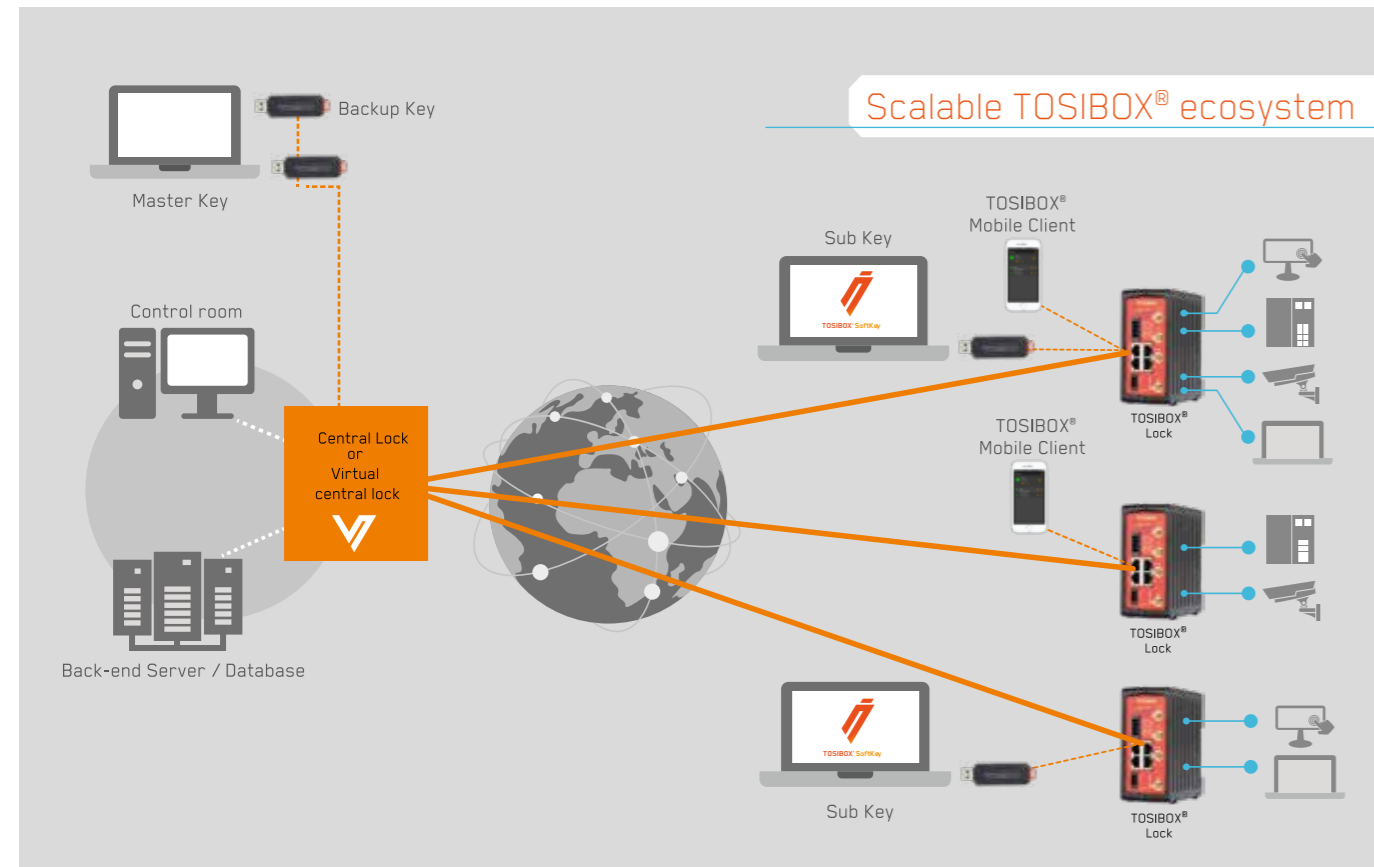 Scalable TOSIBOX® ecosystem
Backup Key
Master Key
Control room
Central Lock
or
Virtual
central lock
Back-end Server / Database
Sub Key
TOSIBOX® SoftKey
TOSIBOX®
Mobile Client
TOSIBOX®
Lock
TOSIBOX®
Mobile Client
TOSIBOX®
Lock
TOSIBOX® SoftKey
Sub Key
TOSIBOX®
Lock